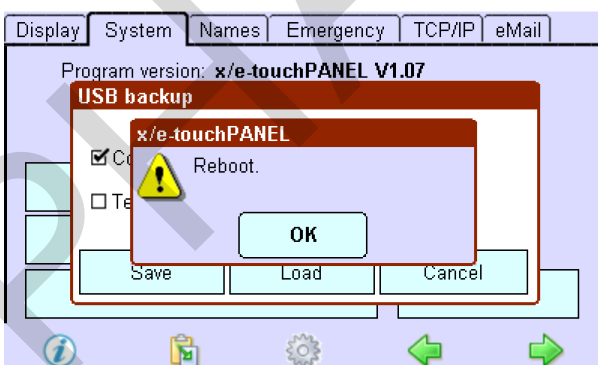 Display System Names Emergency TCP/IP eMail
Program version: x/e-touchPANEL V1.07
USB backup
x/e-touchPANEL
Reboot.
OK
Save Load Cancel